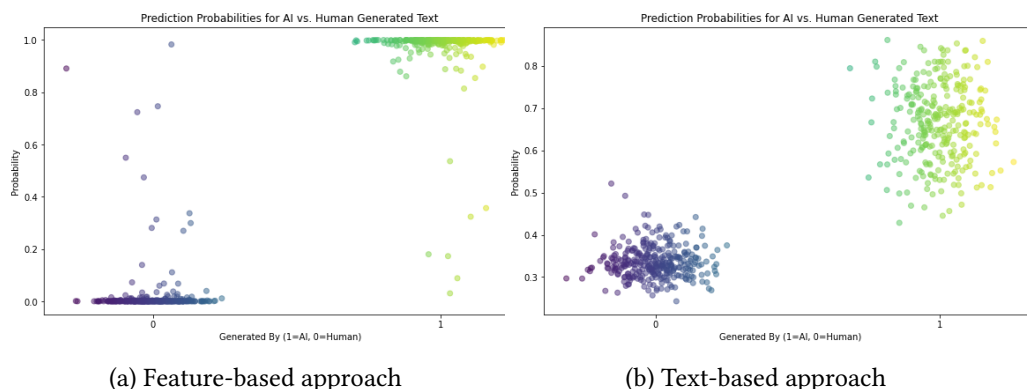 Prediction Probabilities for AI vs. Human Generated Text
1.0
0.8
0.6
0.4
0.2
0.0
Probability
0
1
Generated By (1=AI, 0=Human)
(a) Feature-based approach
Prediction Probabilities for AI vs. Human Generated Text
0.8
0.7
0.6
0.5
0.4
0.3
Probability
0
1
Generated By (1=AI, 0=Human)
(b) Text-based approach